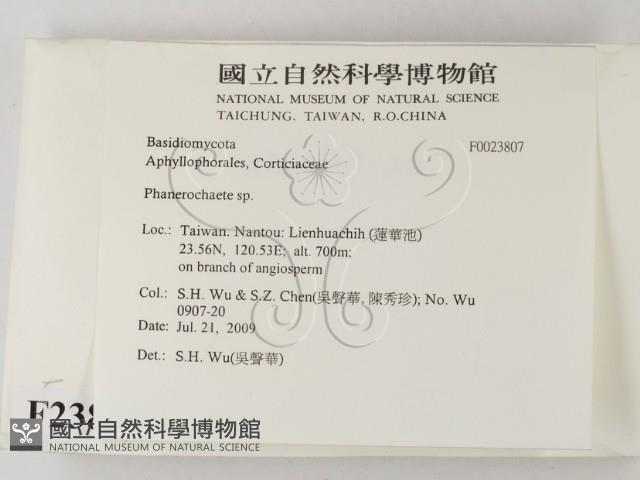 國立自然科學博物館
NATIONAL MUSEUM OF NATURAL SCIENCE
TAICHUNG, TAIWAN, R.O.CHINA
Basidiomycota F0023807
Aphyllophorales, Corticiaceae
Phanerochaete sp.
Loc.: Taiwan. Nantou: Lienhuachih (蓮華池)
23.56N, 120.53E; alt. 700m;
on branch of angiosperm
Col.: S.H. Wu & S.Z. Chen(吳聲華, 陳秀珍); No. Wu
0907-20
Date: Jul. 21, 2009
Det.: S.H. Wu(吳聲華)
F238
國立自然科學博物館
NATIONAL MUSEUM OF NATURAL SCIENCE